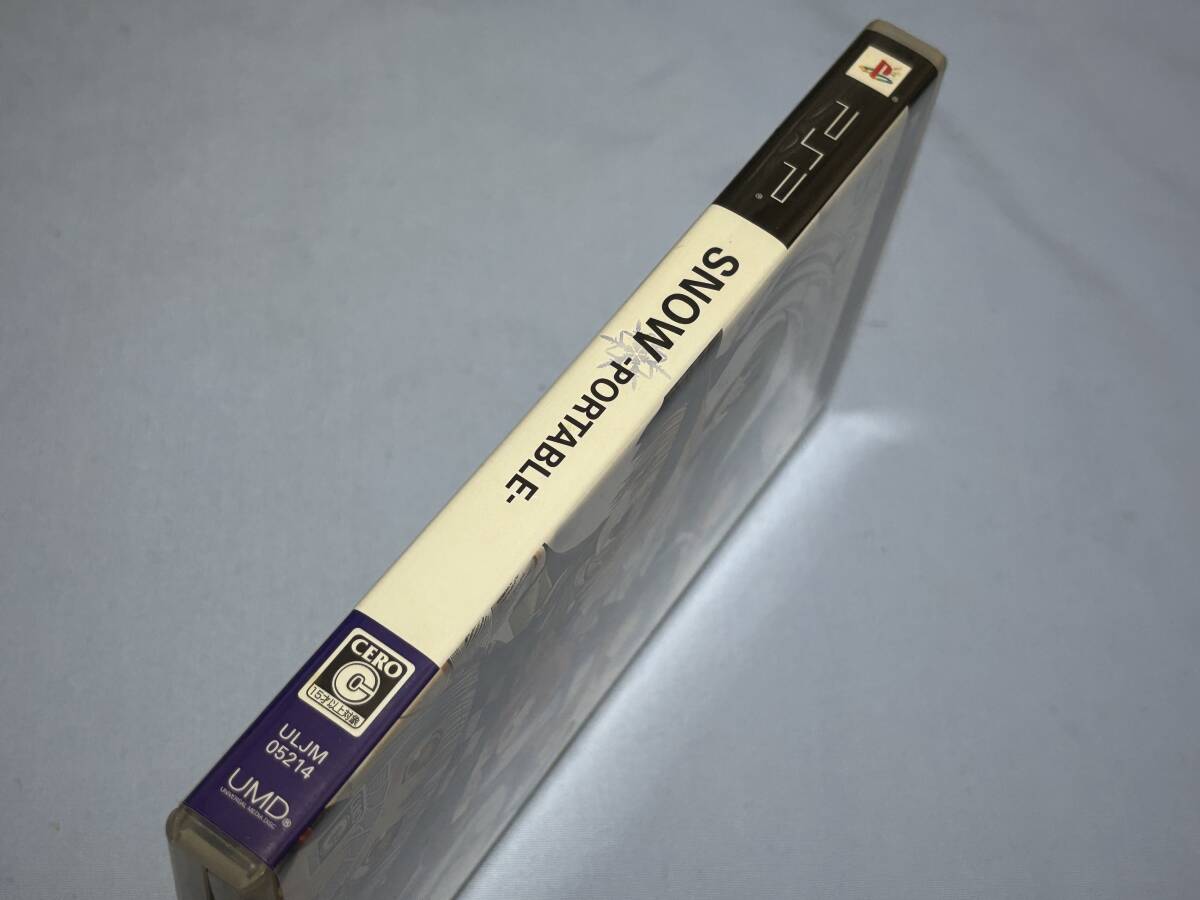 PSP®
SNOW
-PORTABLE-
CERO
C
15才以上対象
ULJM
05214
UMD®
UNIVERSAL MEDIA DISC